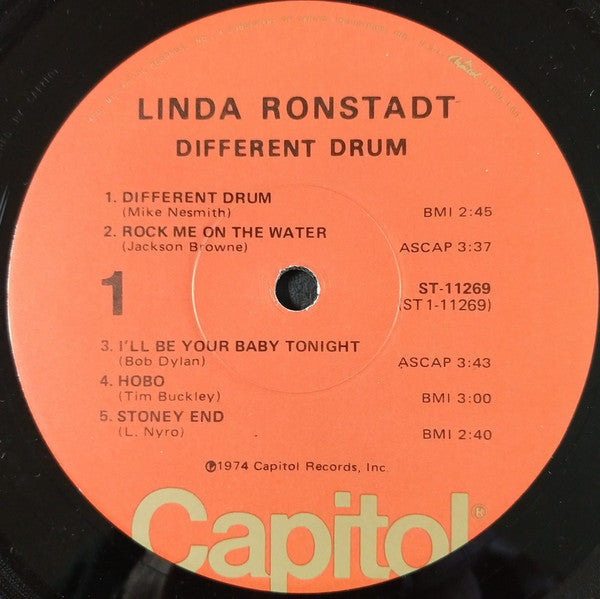 LINDA RONSTADT
DIFFERENT DRUM
1. DIFFERENT DRUM
(Mike Nesmith) BMI 2:45
2. ROCK ME ON THE WATER
(Jackson Browne) ASCAP 3:37
1 ST-11269
(ST1-11269)
3. I'LL BE YOUR BABY TONIGHT
(Bob Dylan) ASCAP 3:43
4. HOBO
(Tim Buckley) BMI 3:00
5. STONEY END
(L. Nyro) BMI 2:40
℗1974 Capitol Records, Inc.
Capitol®
Capitol